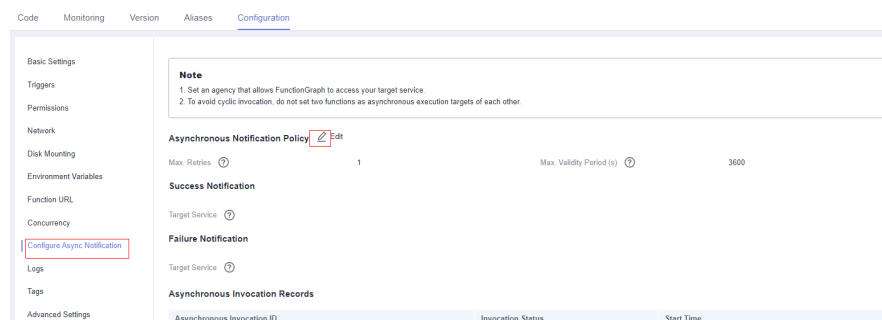 Code Monitoring Version Aliases Configuration
Basic Settings
Triggers
Permissions
Network
Disk Mounting
Environment Variables
Function URL
Concurrency
Configure Async Notification
Logs
Tags
Advanced Settings
Note
1. Set an agency that allows FunctionGraph to access your target service.
2. To avoid cyclic invocation, do not set two functions as asynchronous execution targets of each other.
Asynchronous Notification Policy Edit
Max. Retries ? 1 Max. Validity Period (s) ? 3600
Success Notification
Target Service ?
Failure Notification
Target Service ?
Asynchronous Invocation Records
Asynchronous Invocation ID Invocation Status Start Time